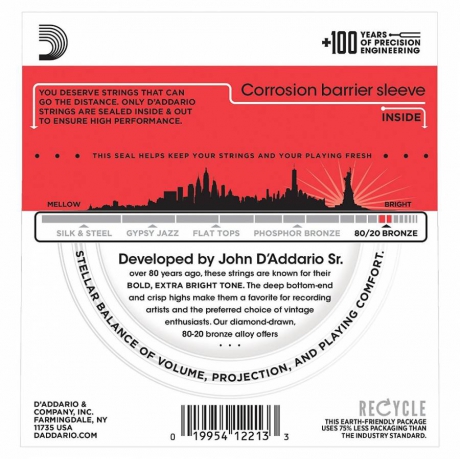 +100 YEARS
OF PRECISION
ENGINEERING
YOU DESERVE STRINGS THAT CAN
GO THE DISTANCE. ONLY D'ADDARIO
STRINGS ARE SEALED INSIDE & OUT
TO ENSURE HIGH PERFORMANCE.
Corrosion barrier sleeve
INSIDE
THIS SEAL HELPS KEEP YOUR STRINGS AND YOUR PLAYING FRESH
MELLOW BRIGHT
SILK & STEEL GYPSY JAZZ FLAT TOPS PHOSPHOR BRONZE 80/20 BRONZE
Developed by John D'Addario Sr.
over 80 years ago, these strings are known for their
BOLD, EXTRA BRIGHT TONE. The deep bottom-end
and crisp highs make them a favorite for recording
artists and the preferred choice of vintage
enthusiasts. Our diamond-drawn,
80-20 bronze alloy offers
• • •
STELLAR BALANCE OF VOLUME, PROJECTION, AND PLAYING COMFORT.
D'ADDARIO &
COMPANY, INC.
FARMINGDALE, NY
11735 USA
DADDARIO.COM
0 19954 12213 3
RECYCLE
THIS EARTH-FRIENDLY PACKAGE
USES 75% LESS PACKAGING THAN
THE INDUSTRY STANDARD.